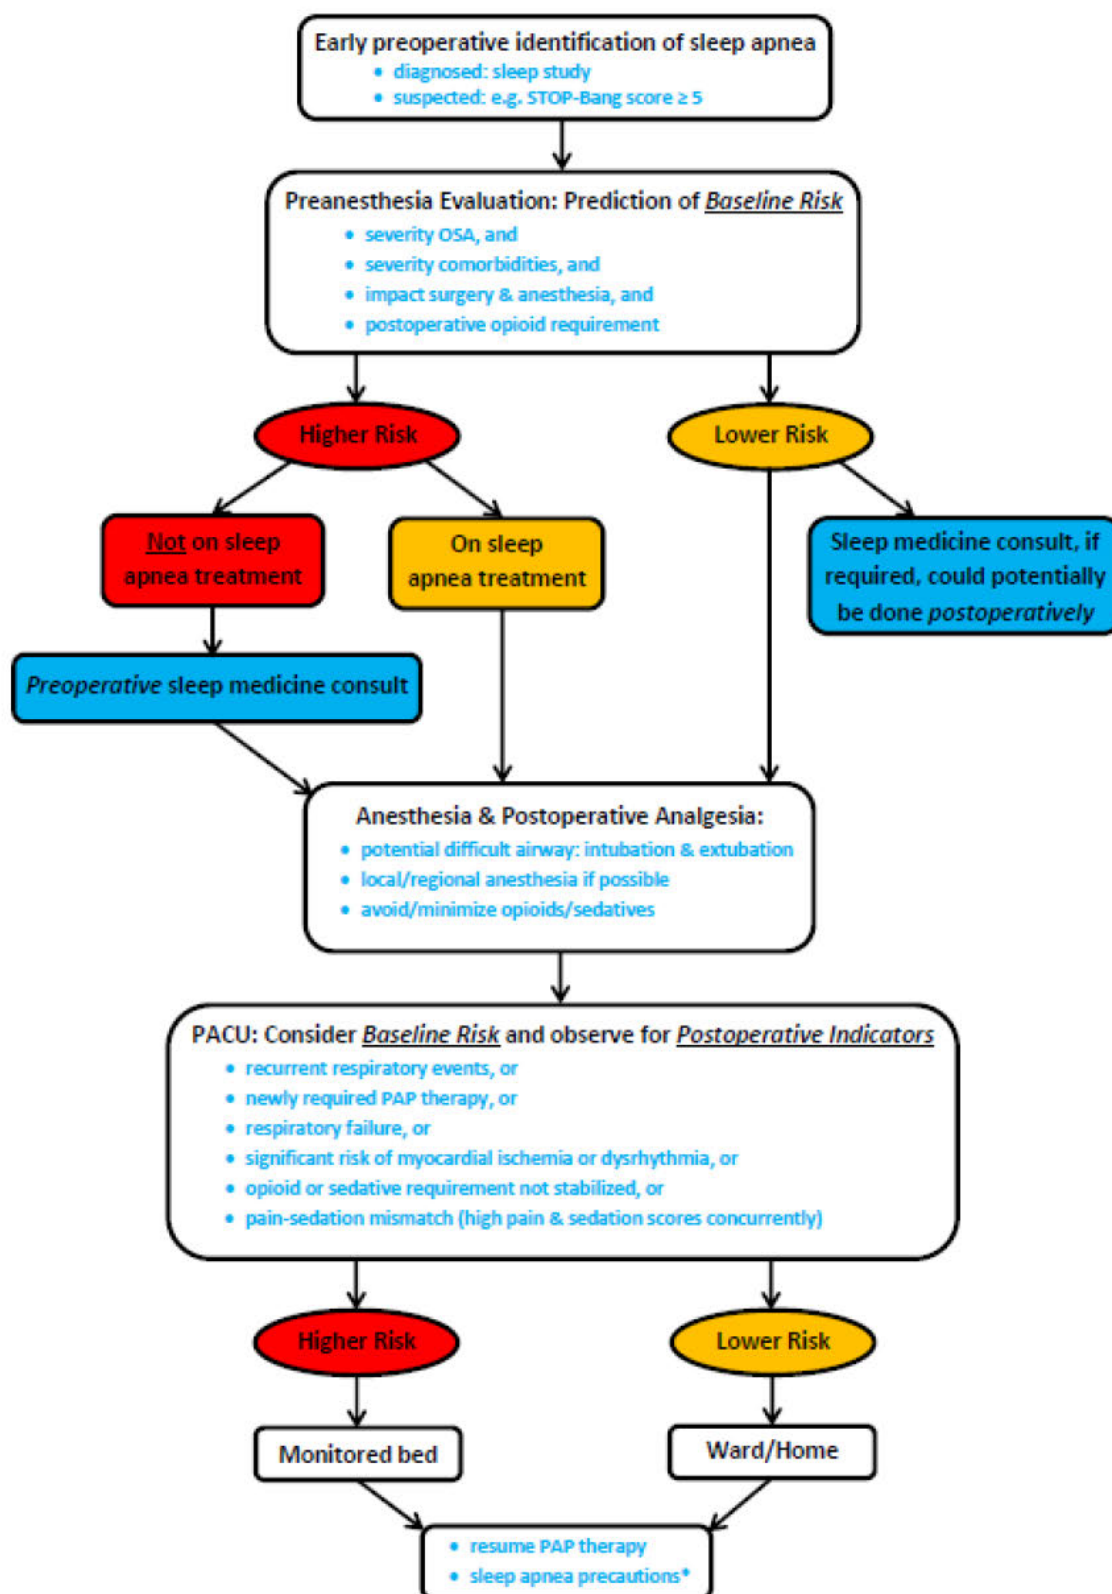 Early preoperative identification of sleep apnea
• diagnosed: sleep study
• suspected: e.g. STOP-Bang score ≥ 5
Preanesthesia Evaluation: Prediction of Baseline Risk
• severity OSA, and
• severity comorbidities, and
• impact surgery & anesthesia, and
• postoperative opioid requirement
Higher Risk
Lower Risk
Not on sleep
apnea treatment
On sleep
apnea treatment
Sleep medicine consult, if
required, could potentially
be done postoperatively
Preoperative sleep medicine consult
Anesthesia & Postoperative Analgesia:
• potential difficult airway: intubation & extubation
• local/regional anesthesia if possible
• avoid/minimize opioids/sedatives
PACU: Consider Baseline Risk and observe for Postoperative Indicators
• recurrent respiratory events, or
• newly required PAP therapy, or
• respiratory failure, or
• significant risk of myocardial ischemia or dysrhythmia, or
• opioid or sedative requirement not stabilized, or
• pain-sedation mismatch (high pain & sedation scores concurrently)
Higher Risk
Lower Risk
Monitored bed
Ward/Home
• resume PAP therapy
• sleep apnea precautions*